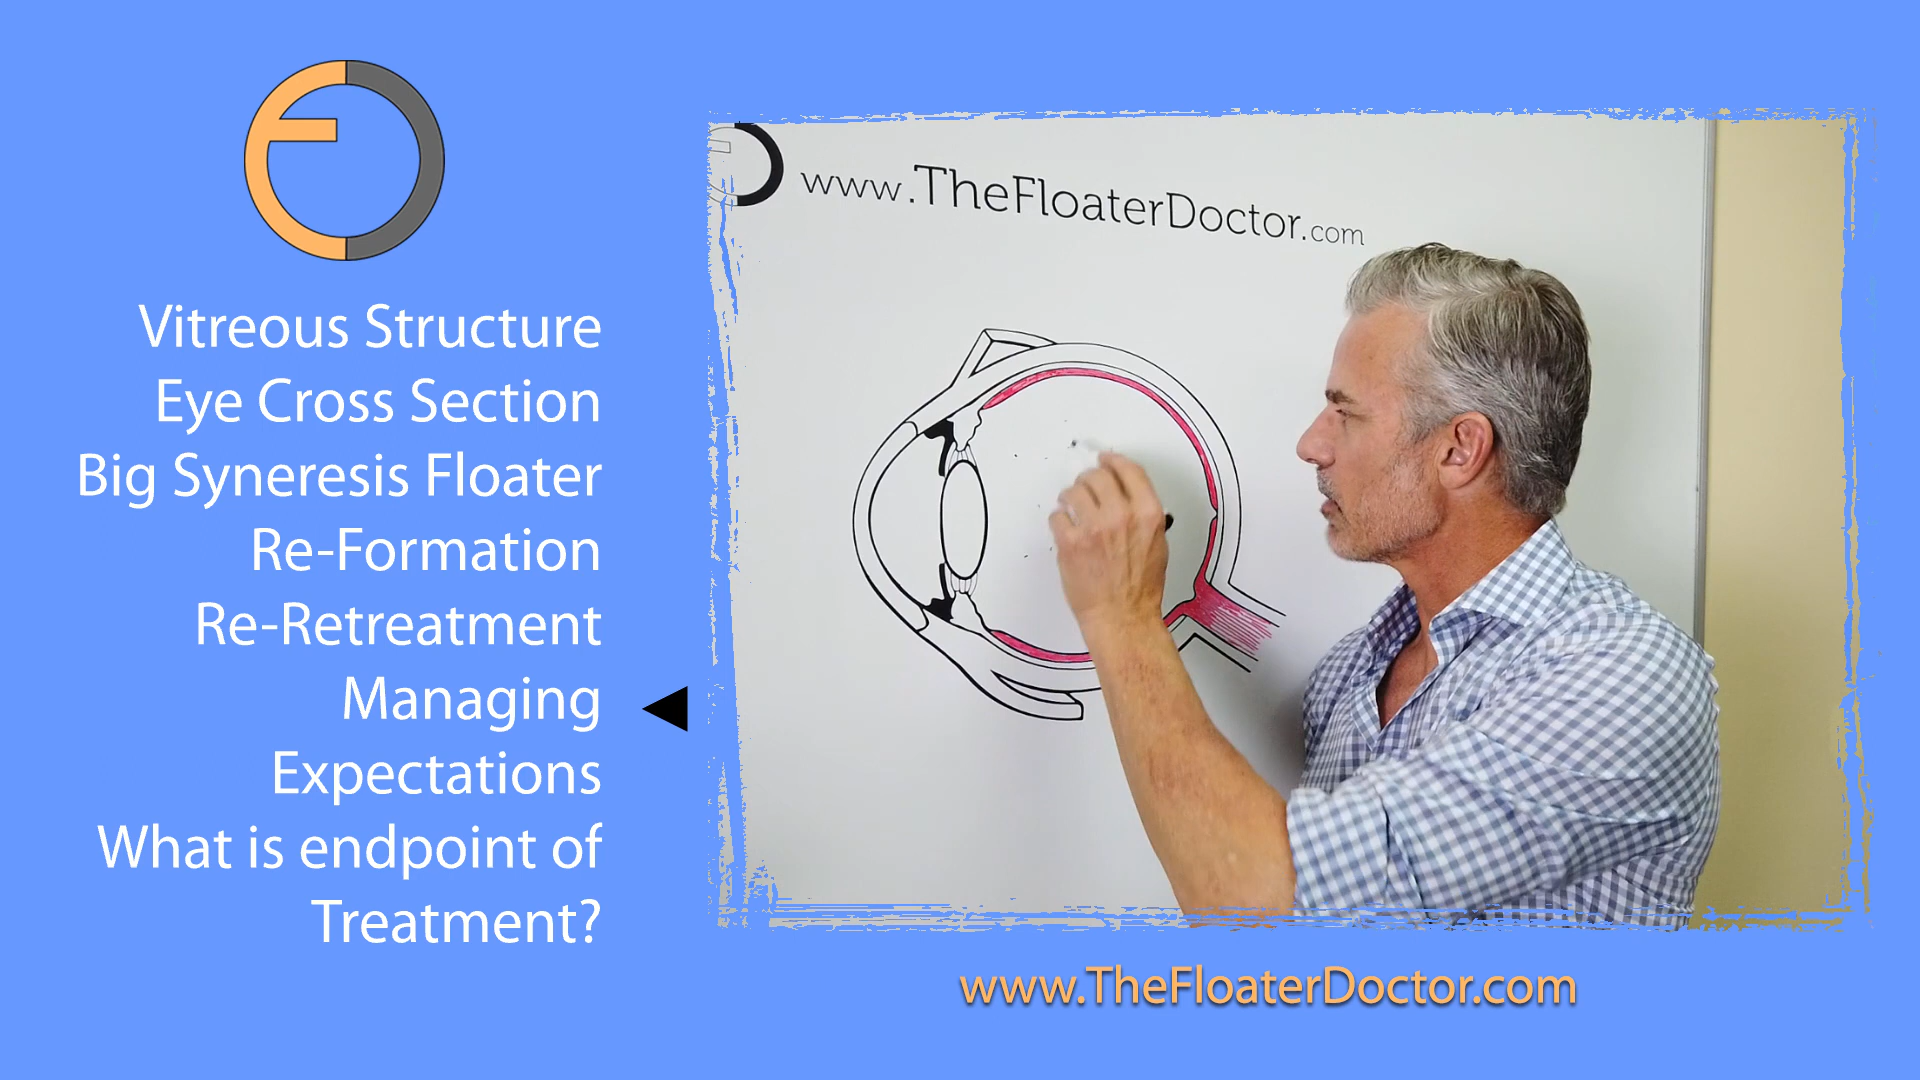 Vitreous Structure
Eye Cross Section
Big Syneresis Floater
Re-Formation
Re-Retreatment
Managing
Expectations
What is endpoint of
Treatment?
www.TheFloaterDoctor.com
www.TheFloaterDoctor.com